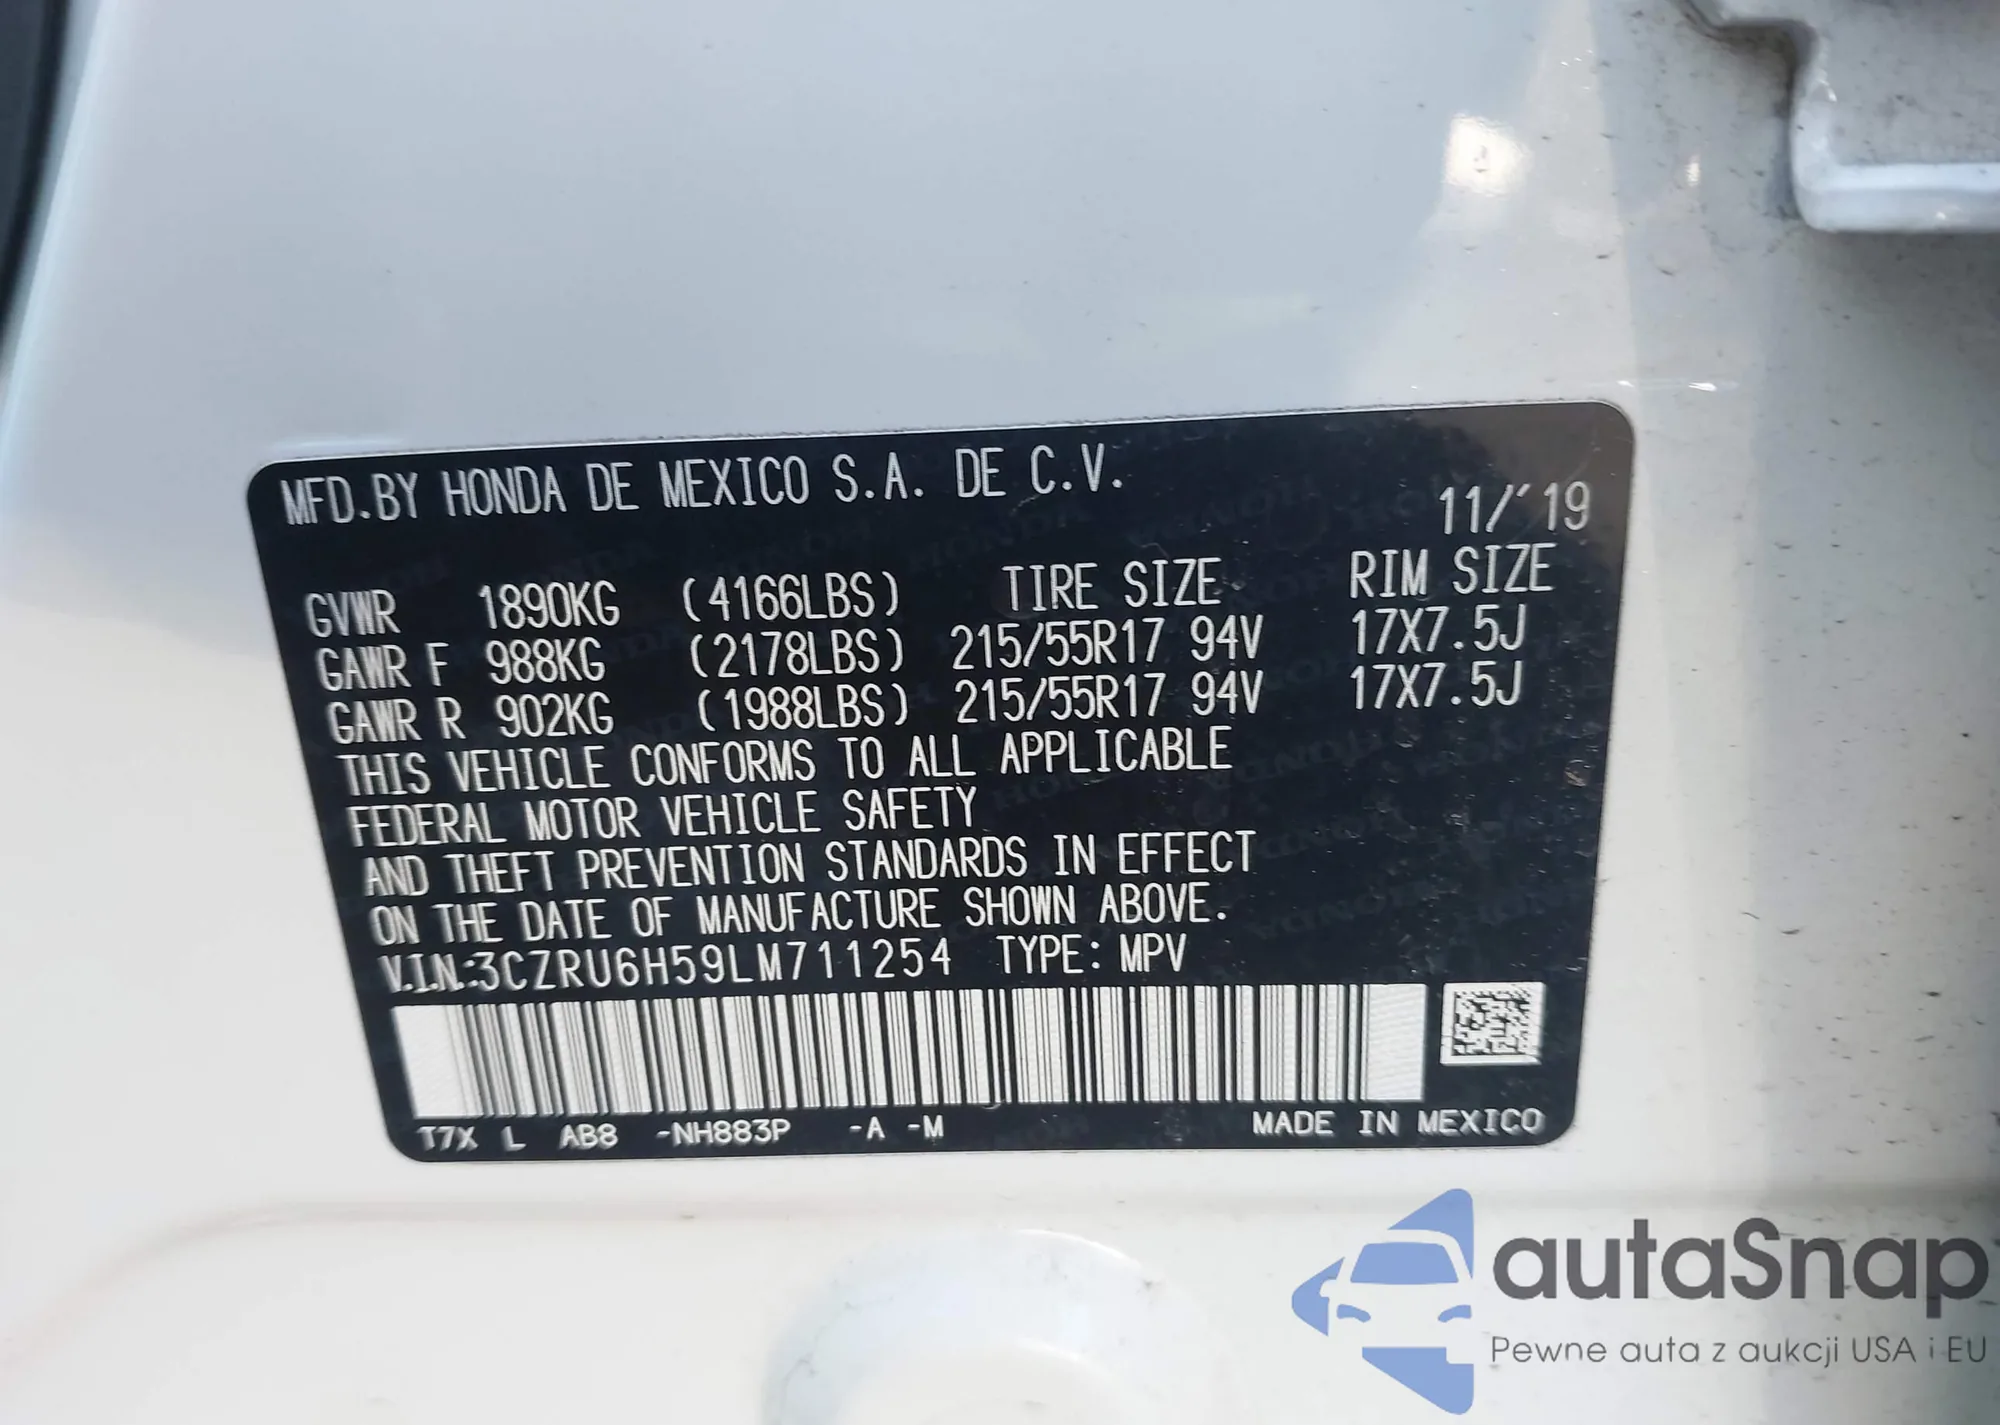 MFD.BY HONDA DE MEXICO S.A. DE C.V.
11/'19
GVWR 1890KG (4166LBS) TIRE SIZE RIM SIZE
GAWR F 988KG (2178LBS) 215/55R17 94V 17X7.5J
GAWR R 902KG (1988LBS) 215/55R17 94V 17X7.5J
THIS VEHICLE CONFORMS TO ALL APPLICABLE
FEDERAL MOTOR VEHICLE SAFETY
AND THEFT PREVENTION STANDARDS IN EFFECT
ON THE DATE OF MANUFACTURE SHOWN ABOVE.
V.I.N.:3CZRU6H59LM711254 TYPE: MPV
T7X L AB8 -NH883P -A -M MADE IN MEXICO
autaSnap
Pewne auta z aukcji USA i EU